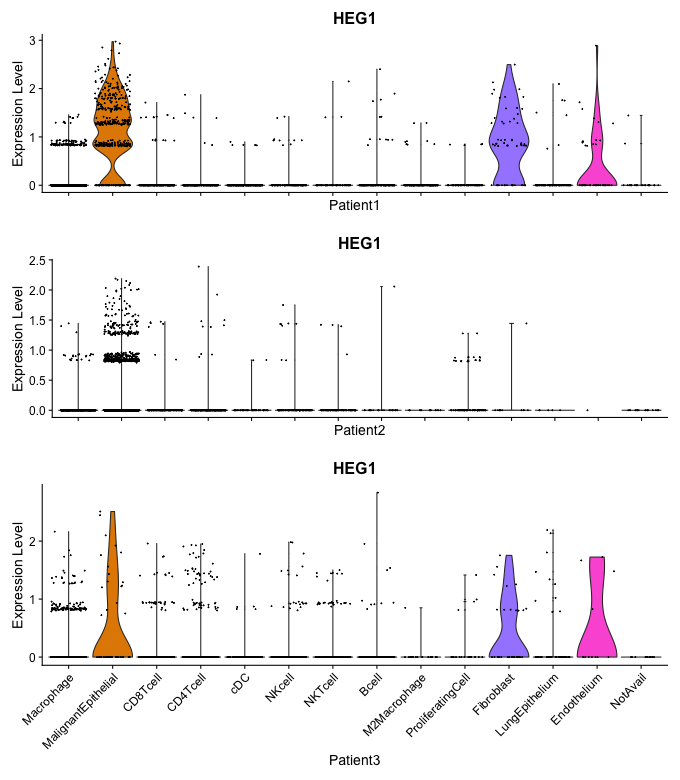 HEG1
Expression Level
3
2
1
0
Patient1
HEG1
Expression Level
2.5
2.0
1.5
1.0
0.5
0.0
Patient2
HEG1
Expression Level
2
1
0
Macrophage
MalignantEpithelial
CD8Tcell
CD4Tcell
cDC
NKcell
NKTcell
Bcell
M2Macrophage
ProliferatingCell
Fibroblast
LungEpithelium
Endothelium
NotAvail
Patient3